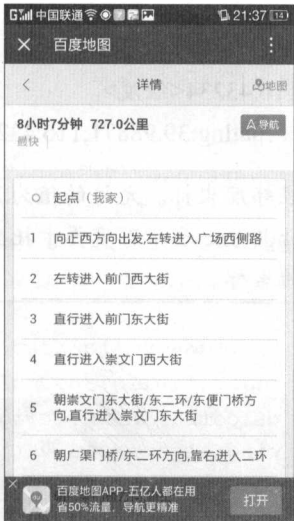 G 中国联通 21:37 14
× 百度地图
详情 地图
8小时7分钟 727.0公里 导航
最快
起点（我家）
1 向正西方向出发,左转进入广场西侧路
2 左转进入前门西大街
3 直行进入前门东大街
4 直行进入崇文门西大街
5 朝崇文门东大街/东二环/东便门桥方
向,直行进入崇文门东大街
6 朝广渠门桥/东二环方向,靠右进入二环
百度地图APP-五亿人都在用
省50%流量，导航更精准
打开